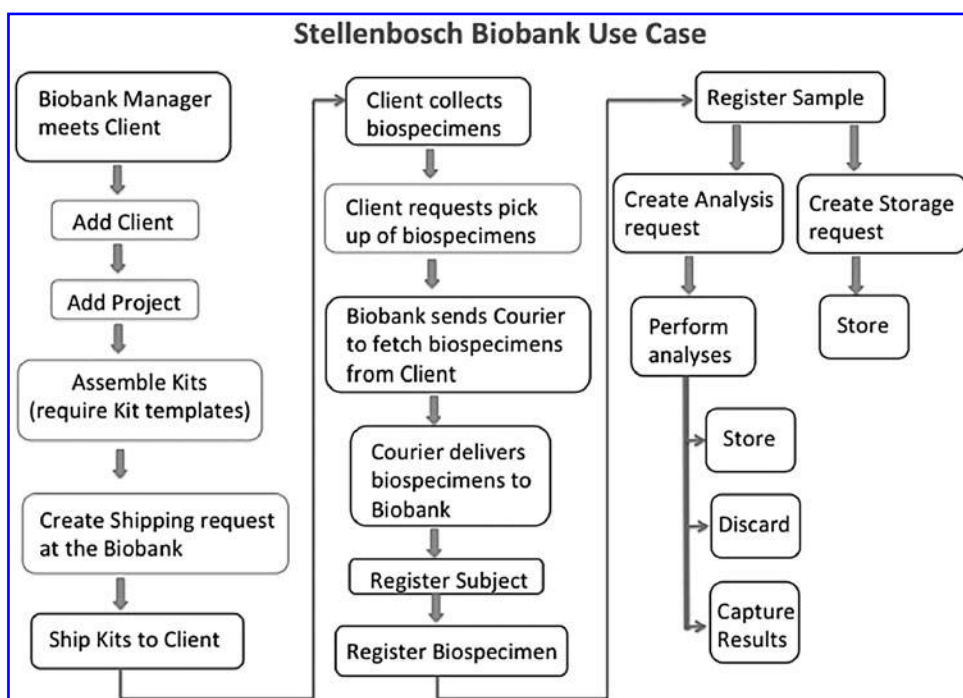 Stellenbosch Biobank Use Case
Biobank Manager
meets Client
Add Client
Add Project
Assemble Kits
(require Kit templates)
Create Shipping request
at the Biobank
Ship Kits to Client
Client collects
biospecimens
Client requests pick
up of biospecimens
Biobank sends Courier
to fetch biospecimens
from Client
Courier delivers
biospecimens to
Biobank
Register Subject
Register Biospecimen
Register Sample
Create Analysis
request
Perform
analyses
Store
Discard
Capture
Results
Create Storage
request
Store